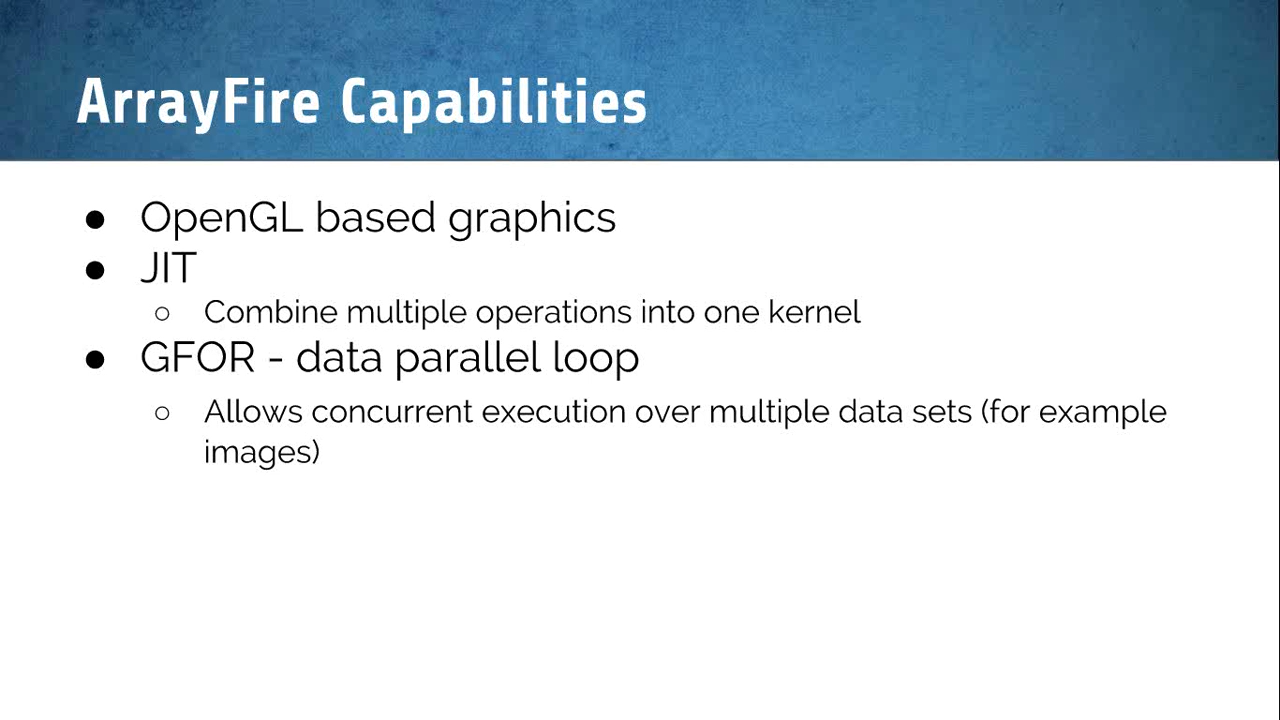 ArrayFire Capabilities
● OpenGL based graphics
● JIT
○ Combine multiple operations into one kernel
● GFOR - data parallel loop
○ Allows concurrent execution over multiple data sets (for example
images)